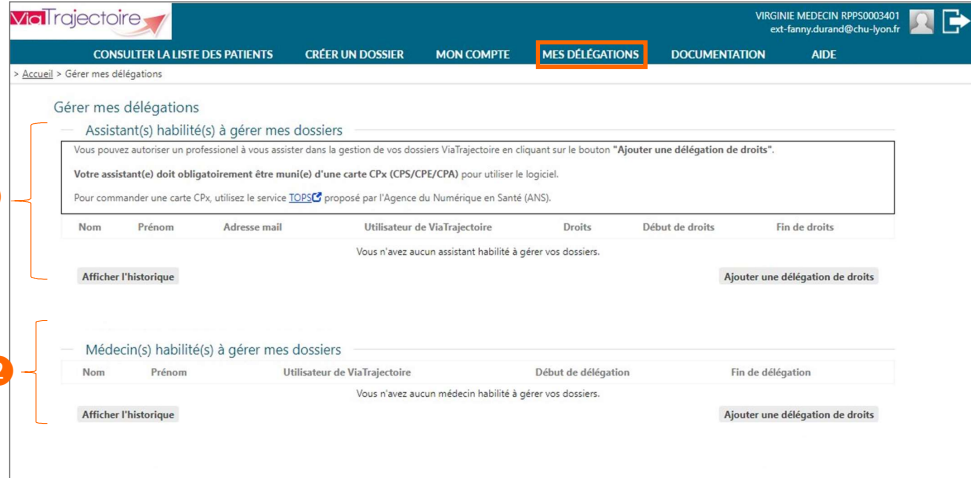 ViaTrajectoire
VIRGINIE MEDECIN RPPS0003401
ext-fanny.durand@chu-lyon.fr
CONSULTER LA LISTE DES PATIENTS CRÉER UN DOSSIER MON COMPTE MES DÉLÉGATIONS DOCUMENTATION AIDE
> Accueil > Gérer mes délégations
Gérer mes délégations
Assistant(s) habilité(s) à gérer mes dossiers
Vous pouvez autoriser un professionel à vous assister dans la gestion de vos dossiers ViaTrajectoire en cliquant sur le bouton "Ajouter une délégation de droits".
Votre assistant(e) doit obligatoirement être muni(e) d'une carte CPx (CPS/CPE/CPA) pour utiliser le logiciel.
Pour commander une carte CPx, utilisez le service TOPS proposé par l'Agence du Numérique en Santé (ANS).
Nom Prénom Adresse mail Utilisateur de ViaTrajectoire Droits Début de droits Fin de droits
Vous n'avez aucun assistant habilité à gérer vos dossiers.
Afficher l'historique Ajouter une délégation de droits
2
Médecin(s) habilité(s) à gérer mes dossiers
Nom Prénom Utilisateur de ViaTrajectoire Début de délégation Fin de délégation
Vous n'avez aucun médecin habilité à gérer vos dossiers.
Afficher l'historique Ajouter une délégation de droits